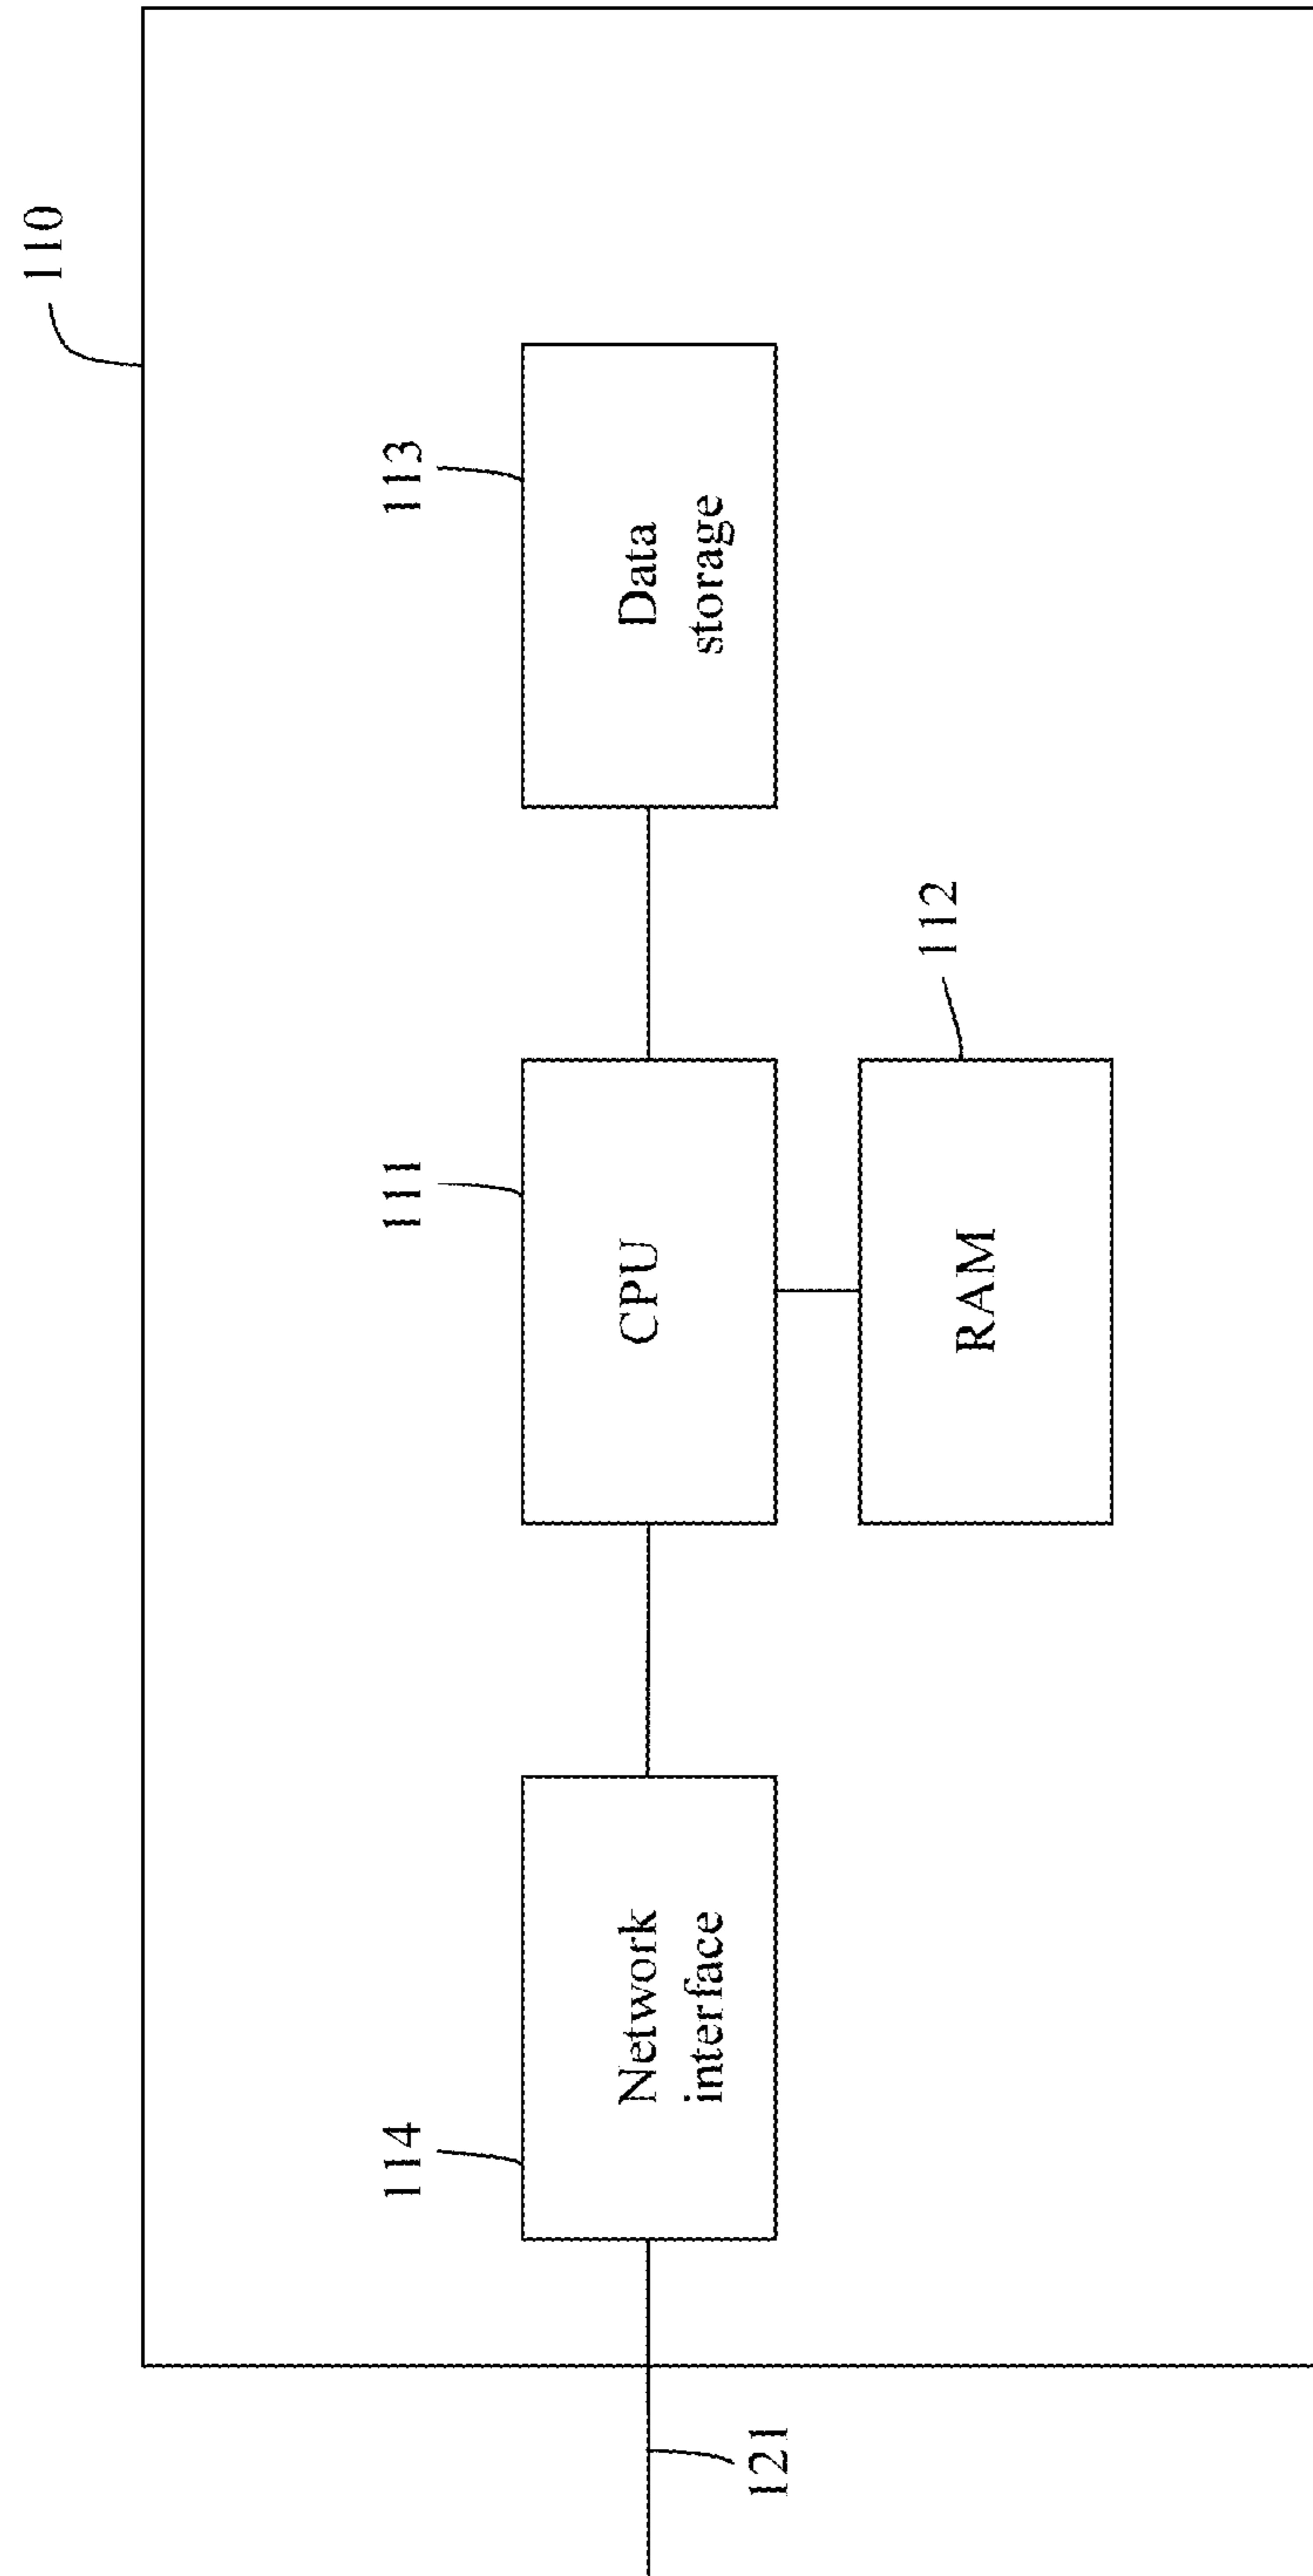 110
114
111
113
Network
interface
CPU
Data
storage
121
112
RAM